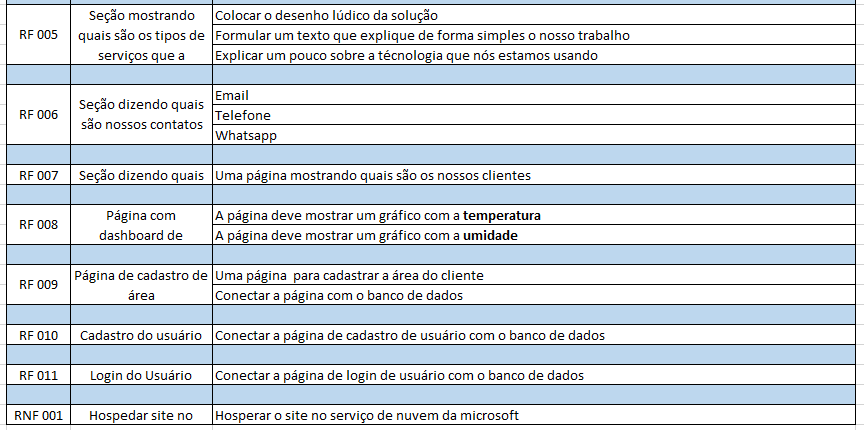 RF 005
Seção mostrando
quais são os tipos de
serviços que a
Colocar o desenho lúdico da solução
Formular um texto que explique de forma simples o nosso trabalho
Explicar um pouco sobre a técnologia que nós estamos usando
RF 006
Seção dizendo quais
são nossos contatos
Email
Telefone
Whatsapp
RF 007
Seção dizendo quais
Uma página mostrando quais são os nossos clientes
RF 008
Página com
dashboard de
A página deve mostrar um gráfico com a temperatura
A página deve mostrar um gráfico com a umidade
RF 009
Página de cadastro de
área
Uma página para cadastrar a área do cliente
Conectar a página com o banco de dados
RF 010
Cadastro do usuário
Conectar a página de cadastro de usuário com o banco de dados
RF 011
Login do Usuário
Conectar a página de login de usuário com o banco de dados
RNF 001
Hospedar site no
Hosperar o site no serviço de nuvem da microsoft